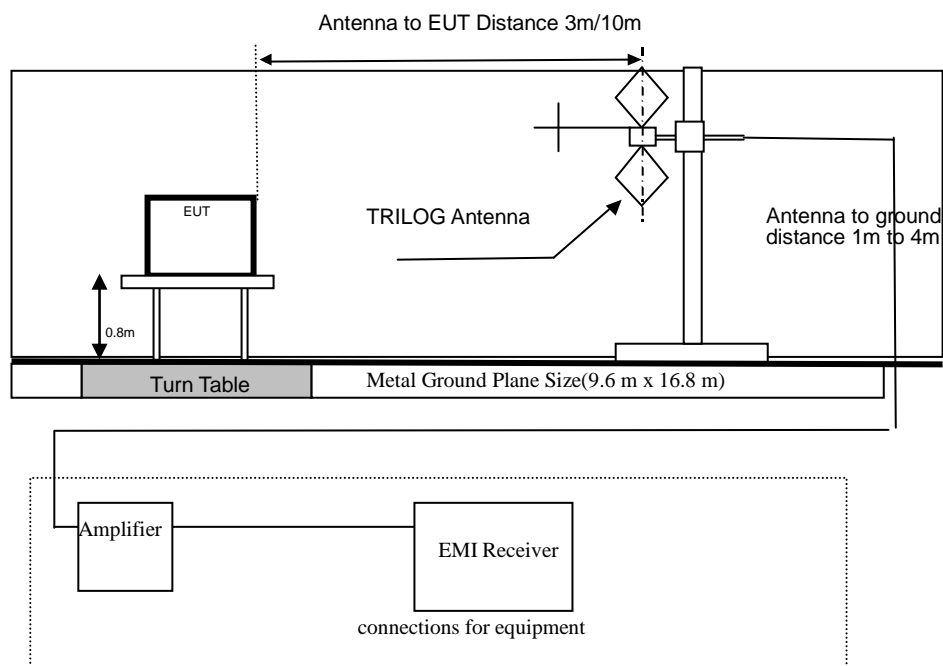 Antenna to EUT Distance 3m/10m
EUT
TRILOG Antenna
Antenna to ground
distance 1m to 4m
0.8m
Turn Table
Metal Ground Plane Size(9.6 m x 16.8 m)
Amplifier
EMI Receiver
connections for equipment